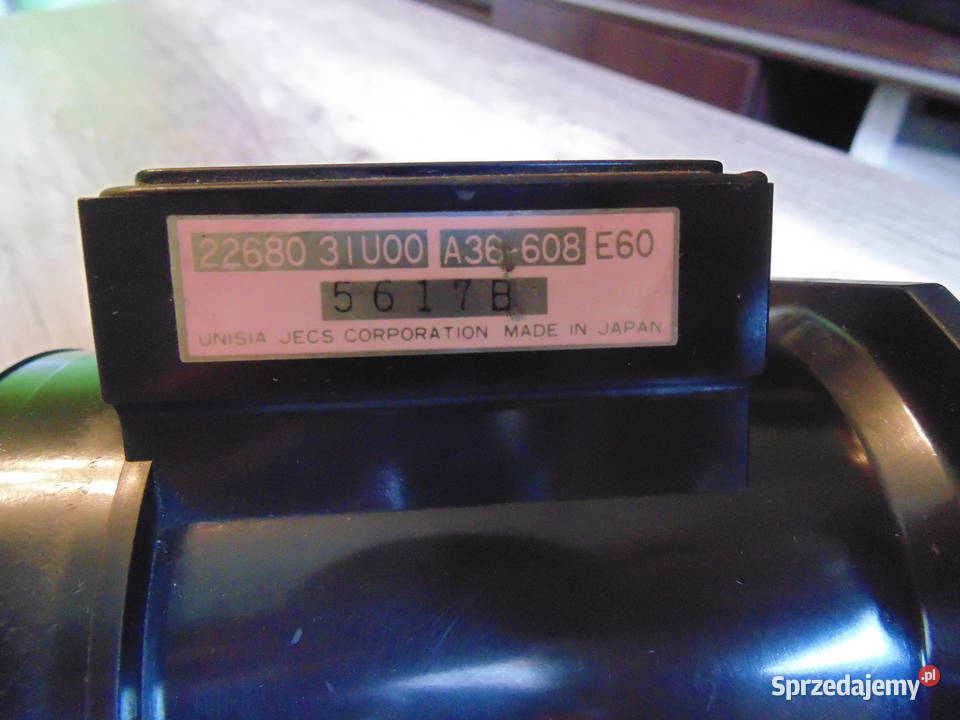 22680 31U00 A36-608 E60
5617B
UNISIA JECS CORPORATION MADE IN JAPAN
Sprzedajemy.pl